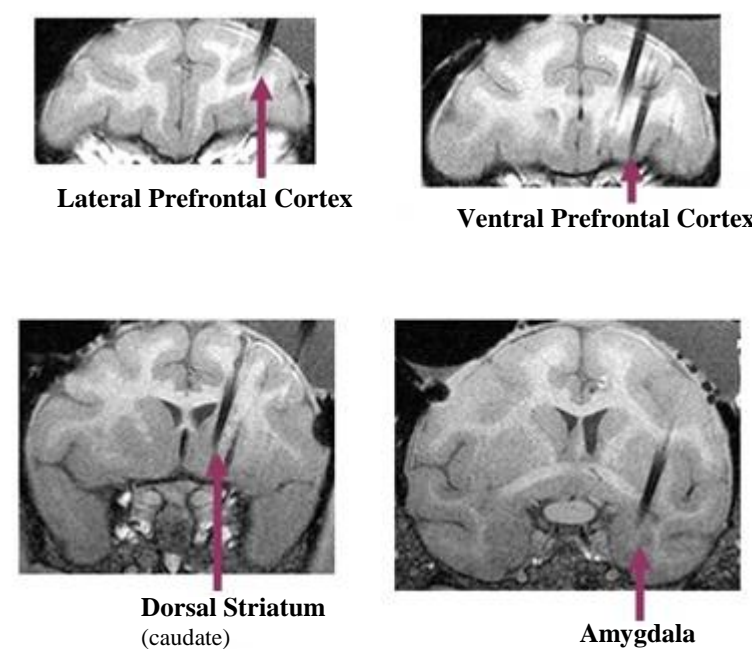 Lateral Prefrontal Cortex
Ventral Prefrontal Cortex
Dorsal Striatum
(caudate)
Amygdala